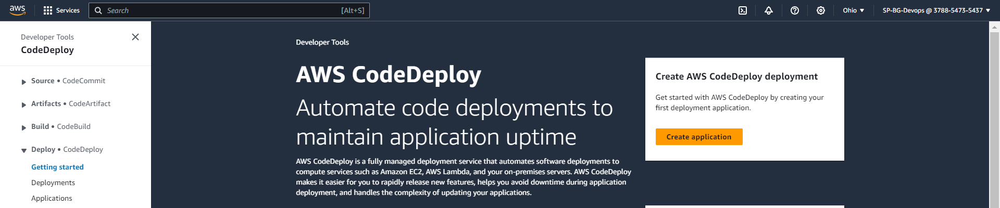 aws
Services
Search
[Alt+S]
Ohio
SP-BG-Devops @ 3788-5473-5437
Developer Tools
CodeDeploy
Source • CodeCommit
Artifacts • CodeArtifact
Build • CodeBuild
Deploy • CodeDeploy
Getting started
Deployments
Applications
Developer Tools
AWS CodeDeploy
Automate code deployments to
maintain application uptime
AWS CodeDeploy is a fully managed deployment service that automates software deployments to
compute services such as Amazon EC2, AWS Lambda, and your on-premises servers. AWS CodeDeploy
makes it easier for you to rapidly release new features, helps you avoid downtime during application
deployment, and handles the complexity of updating your applications.
Create AWS CodeDeploy deployment
Get started with AWS CodeDeploy by creating your
first deployment application.
Create application